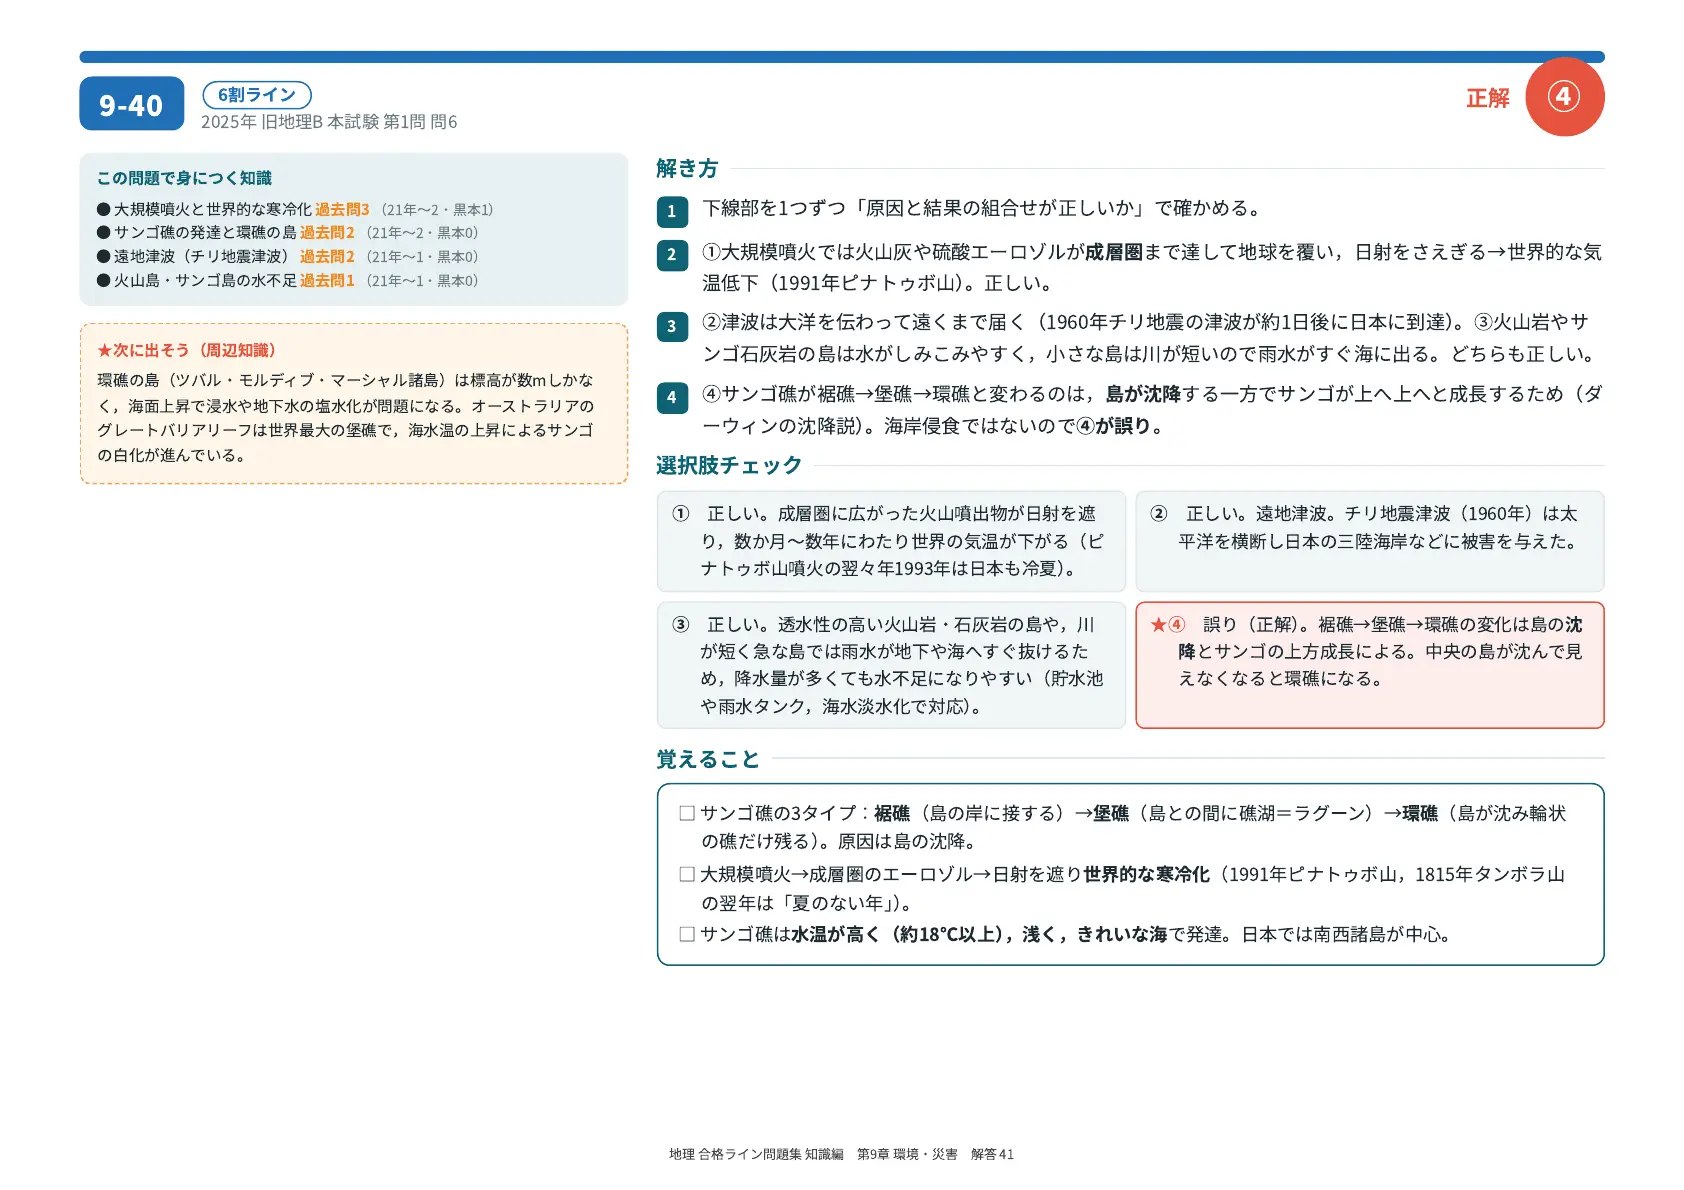 9-40
6割ライン
2025年 旧地理B 本試験 第1問 問6
正解 ④
この問題で身につく知識
●大規模噴火と世界的な寒冷化 過去問3 （21年〜2・黒本1）
●サンゴ礁の発達と環礁の島 過去問2 （21年〜2・黒本0）
●遠地津波（チリ地震津波） 過去問2 （21年〜1・黒本0）
●火山島・サンゴ島の水不足 過去問1 （21年〜1・黒本0）
★次に出そう（周辺知識）
環礁の島（ツバル・モルディブ・マーシャル諸島）は標高が数mしかな
く，海面上昇で浸水や地下水の塩水化が問題になる。オーストラリアの
グレートバリアリーフは世界最大の堡礁で，海水温の上昇によるサンゴ
の白化が進んでいる。
解き方
1 下線部を1つずつ「原因と結果の組合せが正しいか」で確かめる。
2 ①大規模噴火では火山灰や硫酸エーロゾルが成層圏まで達して地球を覆い，日射をさえぎる→世界的な気
温低下（1991年ピナトゥボ山）。正しい。
3 ②津波は大洋を伝わって遠くまで届く（1960年チリ地震の津波が約1日後に日本に到達）。③火山岩やサ
ンゴ石灰岩の島は水がしみこみやすく，小さな島は川が短いので雨水がすぐ海に出る。どちらも正しい。
4 ④サンゴ礁が裾礁→堡礁→環礁と変わるのは，島が沈降する一方でサンゴが上へ上へと成長するため（ダ
ーウィンの沈降説）。海岸侵食ではないので④が誤り。
選択肢チェック
① 正しい。成層圏に広がった火山噴出物が日射を遮
り，数か月〜数年にわたり世界の気温が下がる（ピ
ナトゥボ山噴火の翌々年1993年は日本も冷夏）。
② 正しい。遠地津波。チリ地震津波（1960年）は太
平洋を横断し日本の三陸海岸などに被害を与えた。
③ 正しい。透水性の高い火山岩・石灰岩の島や，川
が短く急な島では雨水が地下や海へすぐ抜けるた
め，降水量が多くても水不足になりやすい（貯水池
や雨水タンク，海水淡水化で対応）。
★④ 誤り（正解）。裾礁→堡礁→環礁の変化は島の沈
降とサンゴの上方成長による。中央の島が沈んで見
えなくなると環礁になる。
覚えること
□ サンゴ礁の3タイプ：裾礁（島の岸に接する）→堡礁（島との間に礁湖＝ラグーン）→環礁（島が沈み輪状
の礁だけ残る）。原因は島の沈降。
□ 大規模噴火→成層圏のエーロゾル→日射を遮り世界的な寒冷化（1991年ピナトゥボ山，1815年タンボラ山
の翌年は「夏のない年」）。
□ サンゴ礁は水温が高く（約18℃以上），浅く，きれいな海で発達。日本では南西諸島が中心。
地理 合格ライン問題集 知識編　第9章 環境・災害　解答 41